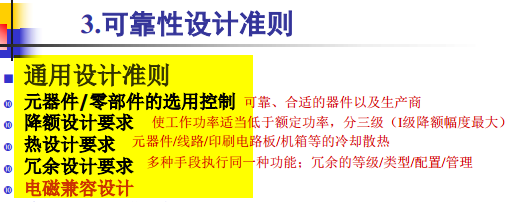 3.可靠性设计准则
通用设计准则
元器件/零部件的选用控制 可靠、合适的器件以及生产商
降额设计要求 使工作功率适当低于额定功率，分三级（I级降额幅度最大）
热设计要求 元器件/线路/印刷电路板/机箱等的冷却散热
冗余设计要求 多种手段执行同一种功能；冗余的等级/类型/配置/管理
电磁兼容设计